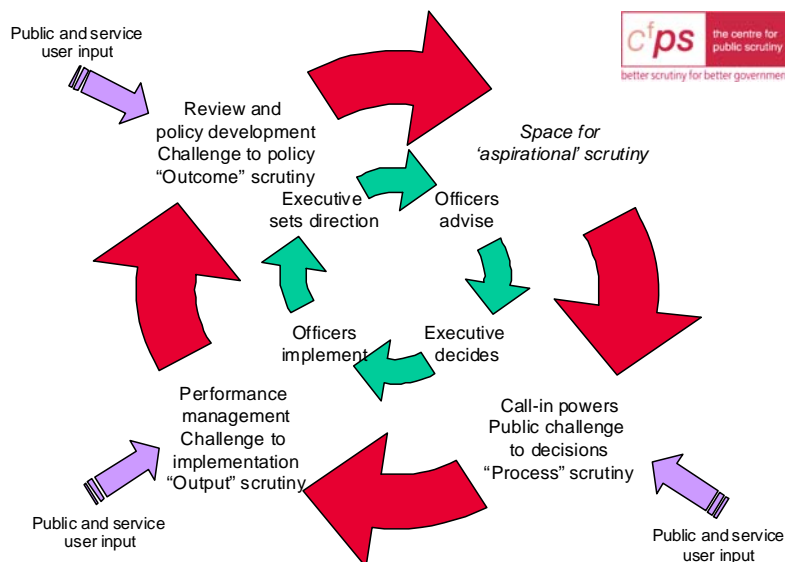 Public and service
user input
cfps
the centre for
public scrutiny
better scrutiny for better government
Review and
policy development
Challenge to policy
“Outcome” scrutiny
Space for
‘aspirational’ scrutiny
Executive
sets direction
Officers
advise
Officers
implement
Executive
decides
Performance
management
Challenge to
implementation
“Output” scrutiny
Call-in powers
Public challenge
to decisions
“Process” scrutiny
Public and service
user input
Public and service
user input